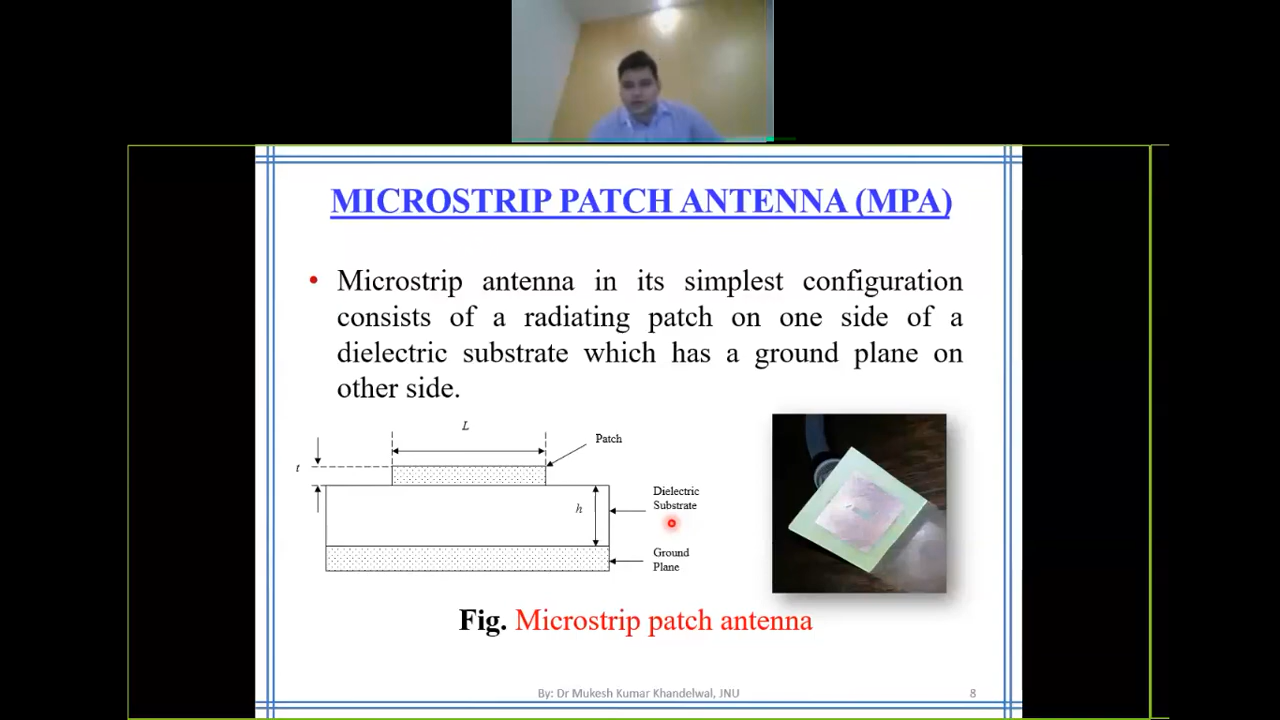 MICROSTRIP PATCH ANTENNA (MPA)
• Microstrip antenna in its simplest configuration
consists of a radiating patch on one side of a
dielectric substrate which has a ground plane on
other side.
L
Patch
t
Dielectric
Substrate
h
Ground
Plane
Fig. Microstrip patch antenna
By: Dr Mukesh Kumar Khandelwal, JNU
8